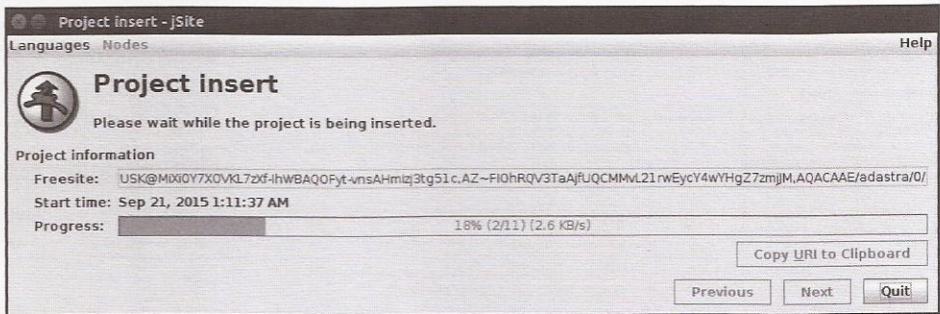 Project insert - jSite
Languages Nodes Help
Project insert
Please wait while the project is being inserted.
Project information
Freesite:
Start time: Sep 21, 2015 1:11:37 AM
Progress: 18% (2/11) (2.6 KB/s)
Copy URI to Clipboard
Previous Next Quit